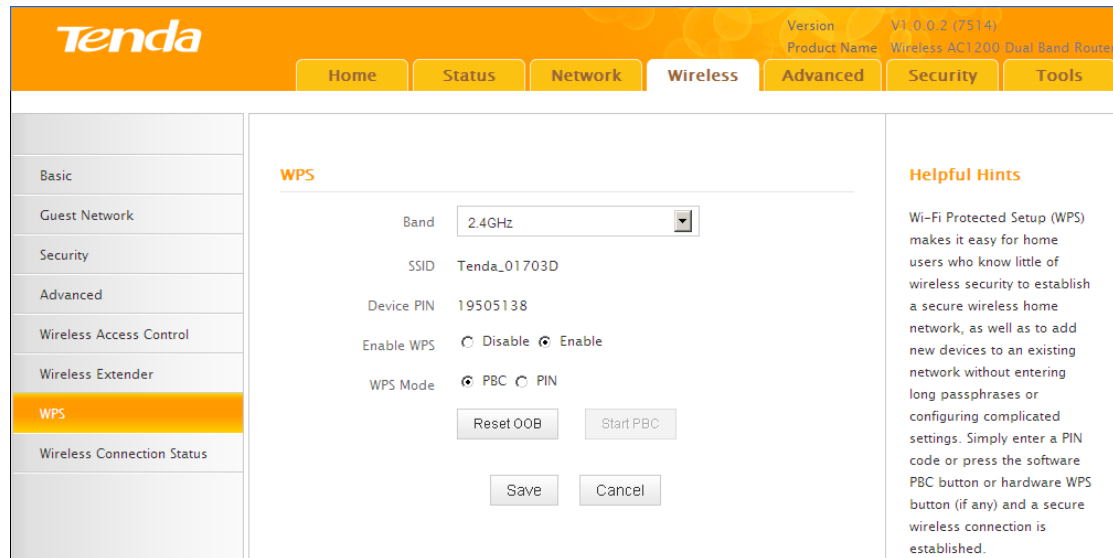 Tenda
Version V1.0.0.2 (7514)
Product Name Wireless AC1200 Dual Band Router
Home Status Network Wireless Advanced Security Tools
Basic
Guest Network
Security
Advanced
Wireless Access Control
Wireless Extender
WPS
Wireless Connection Status
WPS
Band 2.4GHz
SSID Tenda_01703D
Device PIN 19505138
Enable WPS Disable Enable
WPS Mode PBC PIN
Reset OOB Start PBC
Save Cancel
Helpful Hints
Wi-Fi Protected Setup (WPS)
makes it easy for home
users who know little of
wireless security to establish
a secure wireless home
network, as well as to add
new devices to an existing
network without entering
long passphrases or
configuring complicated
settings. Simply enter a PIN
code or press the software
PBC button or hardware WPS
button (if any) and a secure
wireless connection is
established.